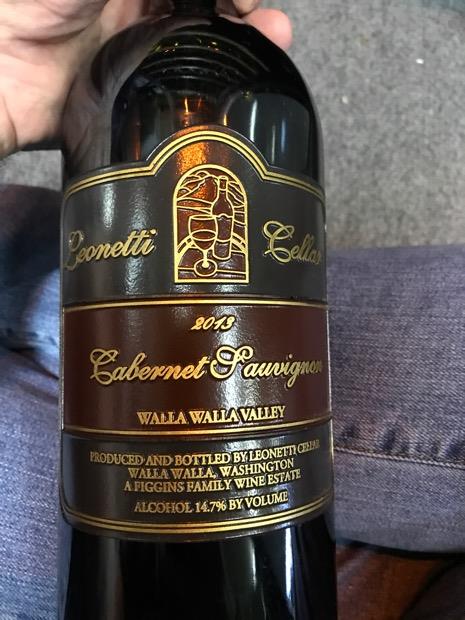 Leonetti Cellar
2013
Cabernet Sauvignon
WALLA WALLA VALLEY
PRODUCED AND BOTTLED BY LEONETTI CELLAR
WALLA WALLA, WASHINGTON
A FIGGINS FAMILY WINE ESTATE
ALCOHOL 14.7% BY VOLUME